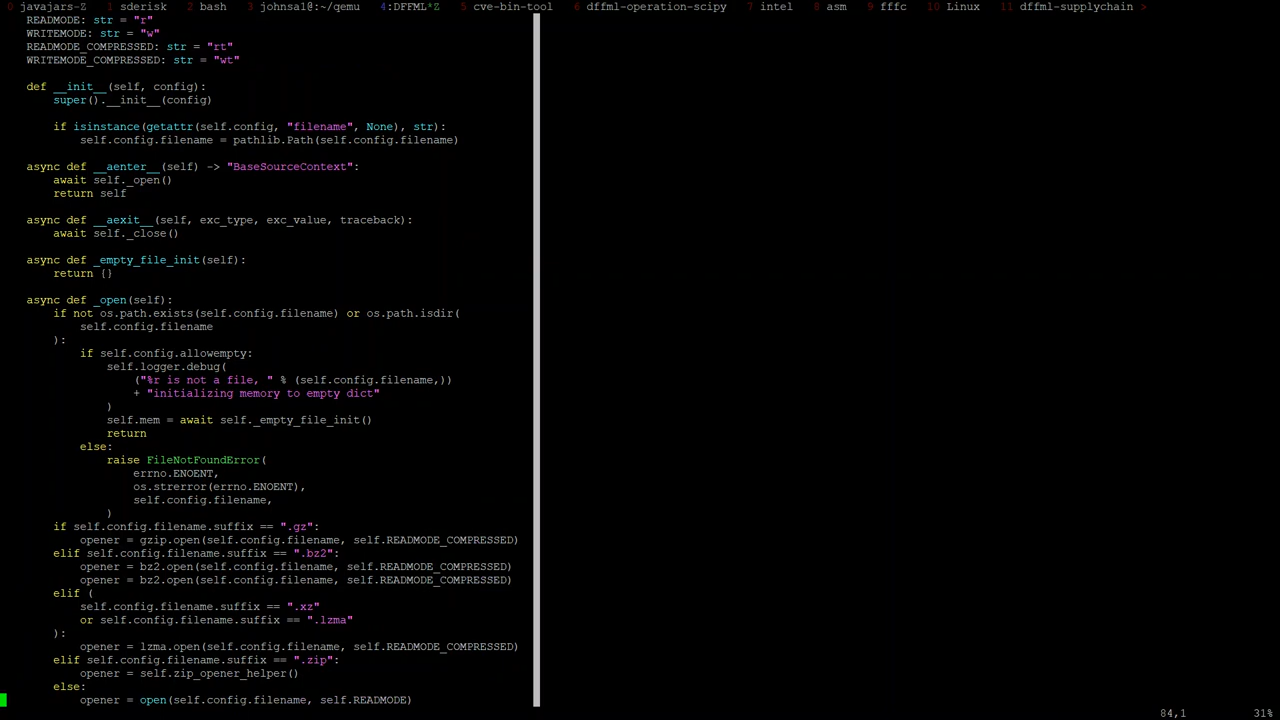 0 javajars-Z  1 sderisk  2 bash  3 johnsal@:~/qemu  4:DFFML*Z  5 cve-bin-tool  6 dffml-operation-scipy  7 intel  8 asm  9 fffc  10 Linux  11 dffml-supplychain >
READMODE: str = "r"
WRITEMODE: str = "w"
READMODE_COMPRESSED: str = "rt"
WRITEMODE_COMPRESSED: str = "wt"
def __init__(self, config):
super().__init__(config)
if isinstance(getattr(self.config, "filename", None), str):
self.config.filename = pathlib.Path(self.config.filename)
async def __aenter__(self) -> "BaseSourceContext":
await self._open()
return self
async def __aexit__(self, exc_type, exc_value, traceback):
await self._close()
async def _empty_file_init(self):
return {}
async def _open(self):
if not os.path.exists(self.config.filename) or os.path.isdir(
self.config.filename
):
if self.config.allowempty:
self.logger.debug(
("%r is not a file, " % (self.config.filename,))
+ "initializing memory to empty dict"
)
self.mem = await self._empty_file_init()
return
else:
raise FileNotFoundError(
errno.ENOENT,
os.strerror(errno.ENOENT),
self.config.filename,
)
if self.config.filename.suffix == ".gz":
opener = gzip.open(self.config.filename, self.READMODE_COMPRESSED)
elif self.config.filename.suffix == ".bz2":
opener = bz2.open(self.config.filename, self.READMODE_COMPRESSED)
opener = bz2.open(self.config.filename, self.READMODE_COMPRESSED)
elif (
self.config.filename.suffix == ".xz"
or self.config.filename.suffix == ".lzma"
):
opener = lzma.open(self.config.filename, self.READMODE_COMPRESSED)
elif self.config.filename.suffix == ".zip":
opener = self.zip_opener_helper()
else:
opener = open(self.config.filename, self.READMODE)
84,1  31%